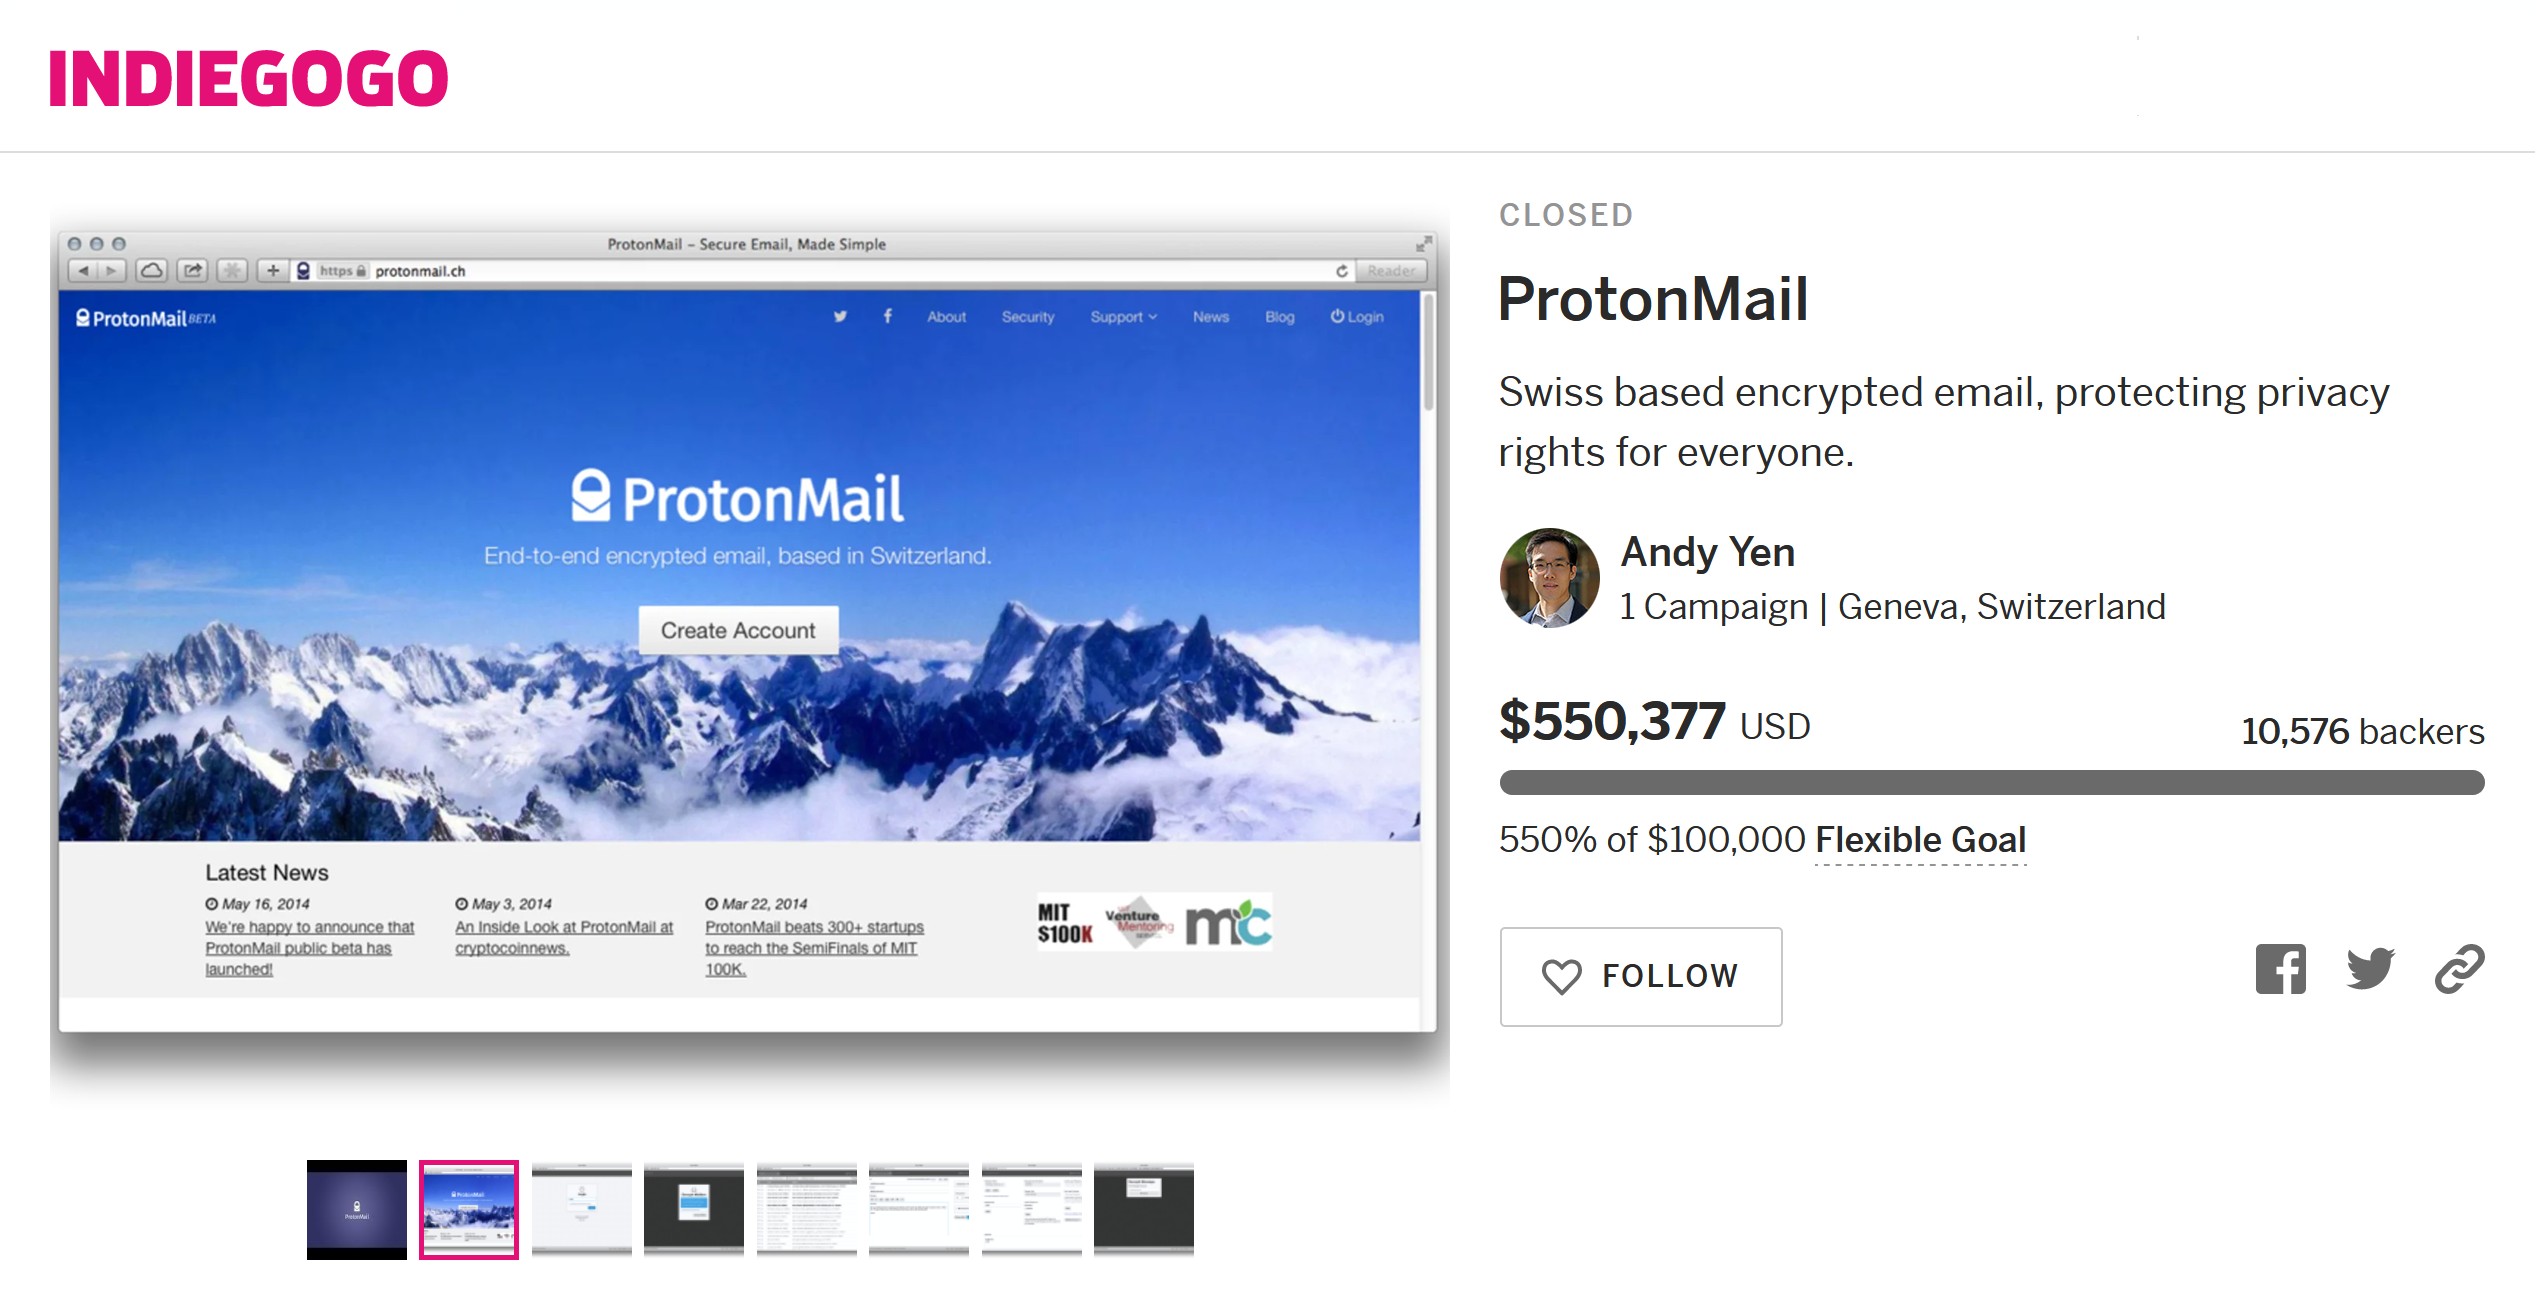 INDIEGOGO
ProtonMail – Secure Email, Made Simple
https protonmail.ch
Reader
ProtonMail BETA
About
Security
Support
News
Blog
Login
ProtonMail
End-to-end encrypted email, based in Switzerland.
Create Account
Latest News
May 16, 2014
We're happy to announce that
ProtonMail public beta has
launched!
May 3, 2014
An Inside Look at ProtonMail at
cryptocoinnews.
Mar 22, 2014
ProtonMail beats 300+ startups
to reach the SemiFinals of MIT
100K.
MIT
$100K
Venture
Mentoring
mc
CLOSED
ProtonMail
Swiss based encrypted email, protecting privacy
rights for everyone.
Andy Yen
1 Campaign | Geneva, Switzerland
$550,377 USD
10,576 backers
550% of $100,000 Flexible Goal
FOLLOW
ProtonMail
ProtonMail